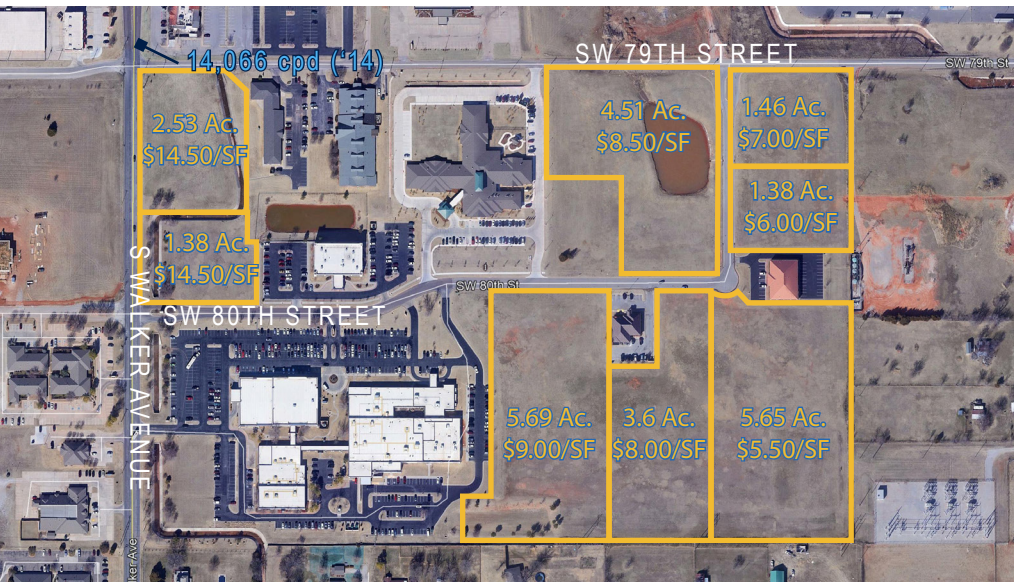 SW 79TH STREET
14,066 cpd ('14)
SW 79th St
2.53 Ac.
$14.50/SF
4.51 Ac.
$8.50/SF
1.46 Ac.
$7.00/SF
1.38 Ac.
$6.00/SF
1.38 Ac.
$14.50/SF
S WALKER AVENUE
SW 80th St
SW 80TH STREET
5.69 Ac.
$9.00/SF
3.6 Ac.
$8.00/SF
5.65 Ac.
$5.50/SF
ker Ave